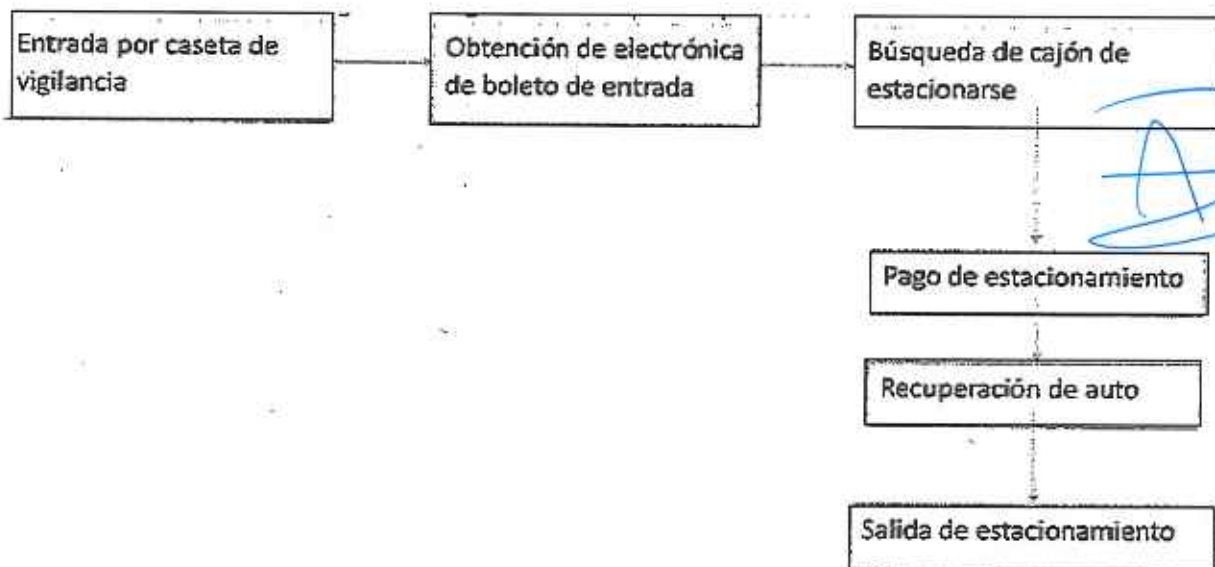 Entrada por caseta de
vigilancia
Obtención de electrónica
de boleto de entrada
Búsqueda de cajón de
estacionarse
Pago de estacionamiento
Recuperación de auto
Salida de estacionamiento